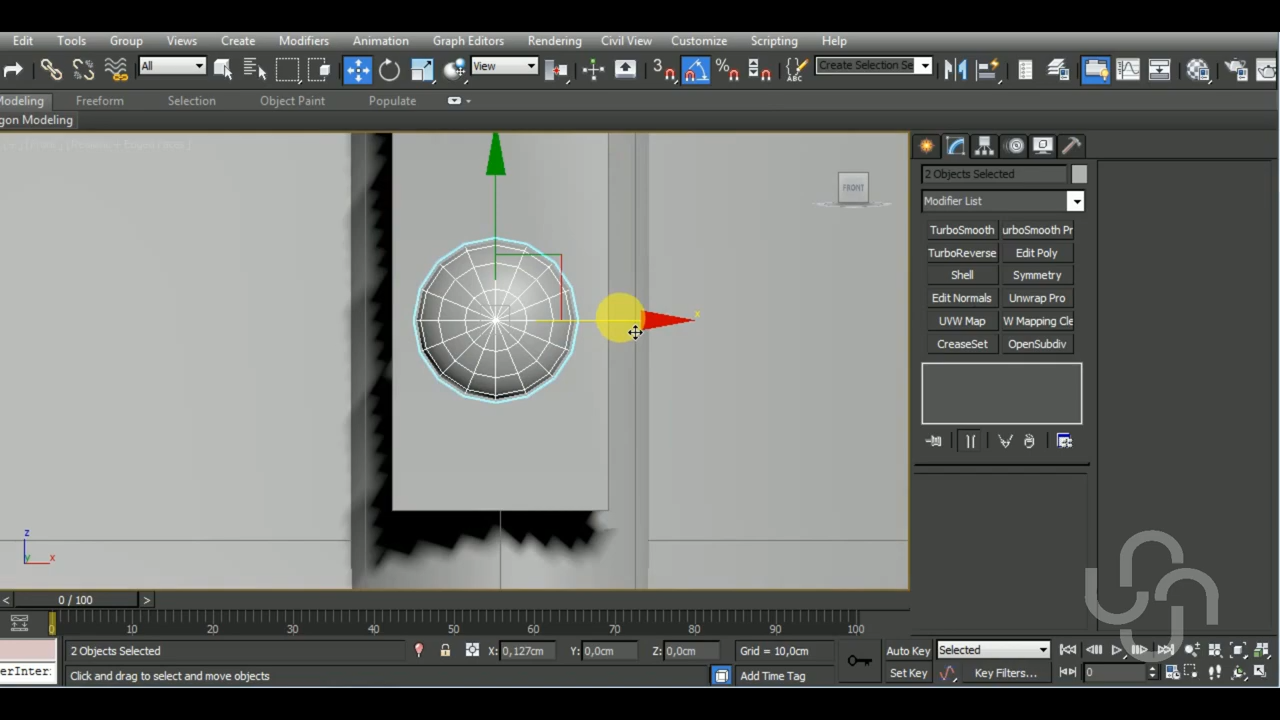 Edit Tools Group Views Create Modifiers Animation Graph Editors Rendering Civil View Customize Scripting Help
All View 3 % ABC Create Selection Se
Modeling Freeform Selection Object Paint Populate
gon Modeling
FRONT
x
2 Objects Selected
Modifier List
TurboSmooth urboSmooth Pr
TurboReverse Edit Poly
Shell Symmetry
Edit Normals Unwrap Pro
UVW Map W Mapping Cle
CreaseSet OpenSubdiv
z
y x
< 0 / 100 >
0 10 20 30 40 50 60 70 80 90 100
2 Objects Selected X: 0,127cm Y: 0,0cm Z: 0,0cm Grid = 10,0cm Auto Key Selected
erInter: Click and drag to select and move objects Add Time Tag Set Key Key Filters... 0